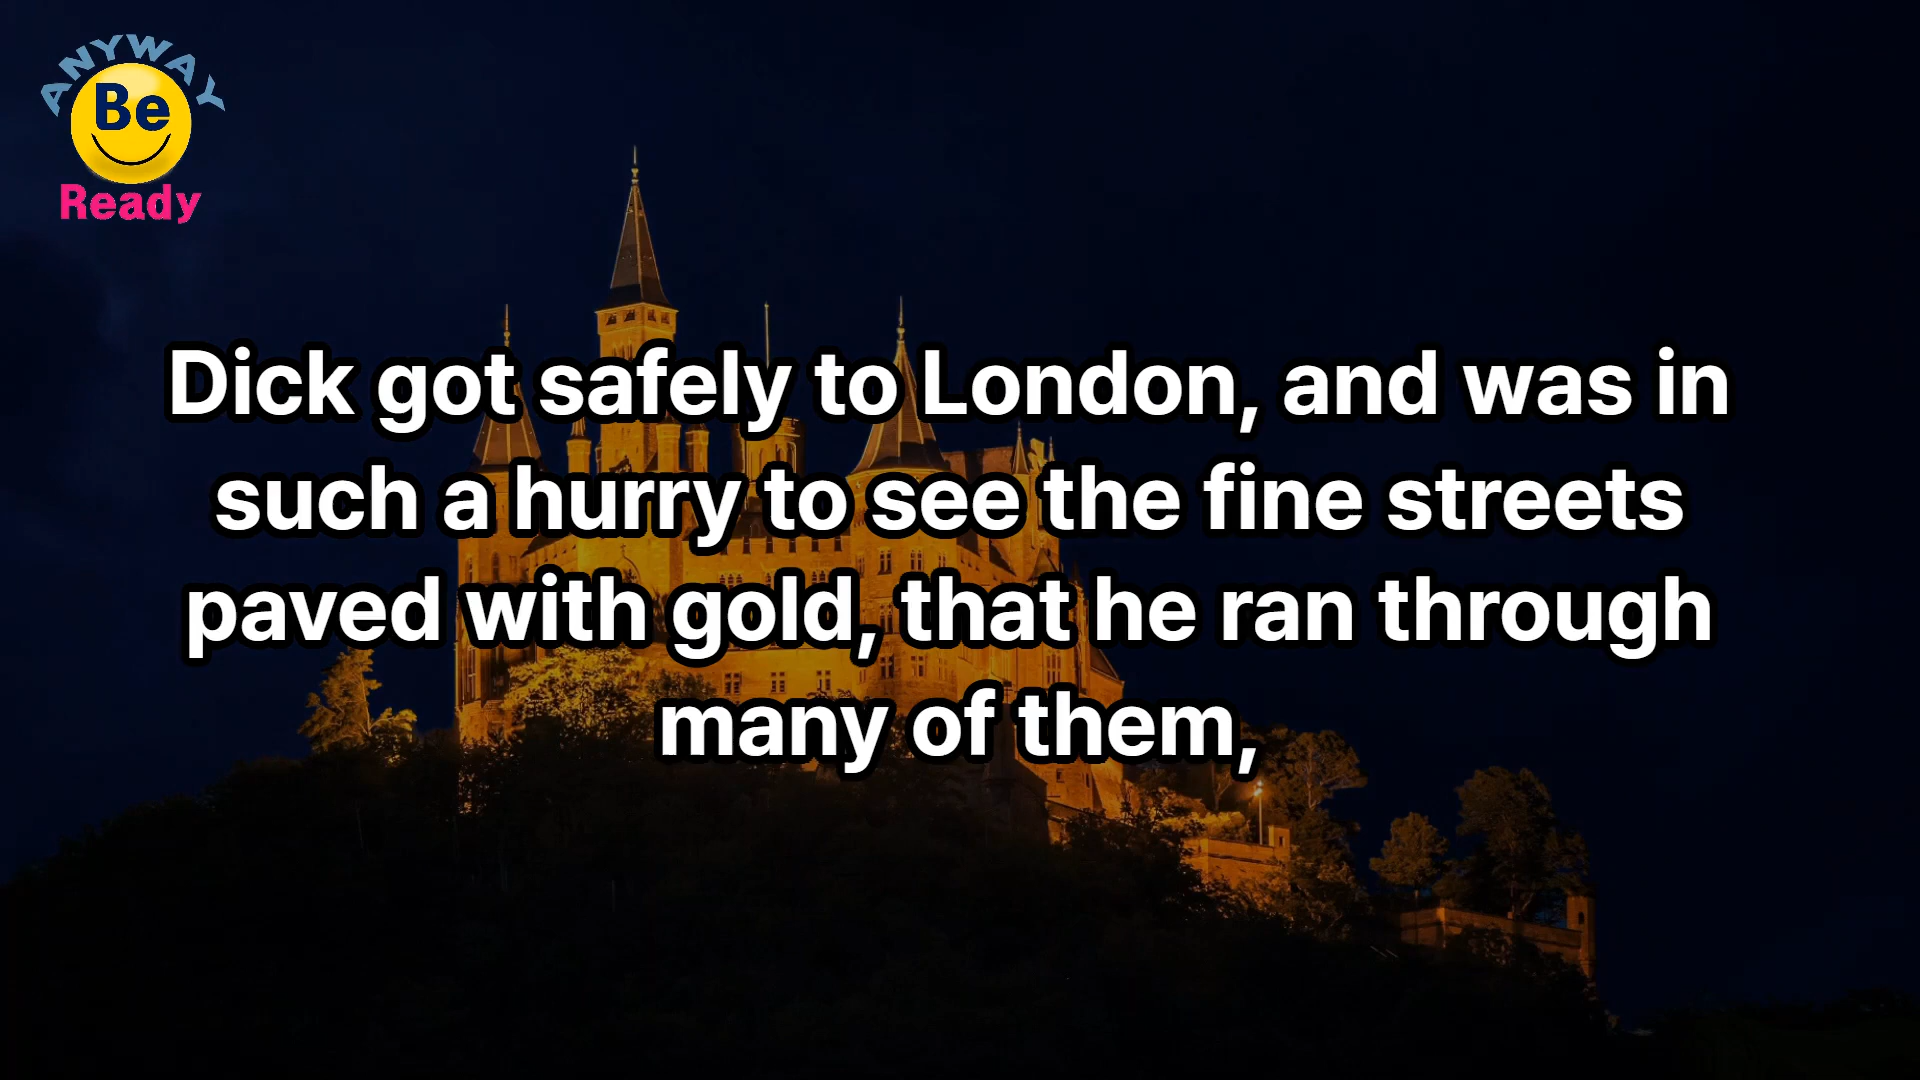 ANYWAY
Be
Ready
Dick got safely to London, and was in
such a hurry to see the fine streets
paved with gold, that he ran through
many of them,